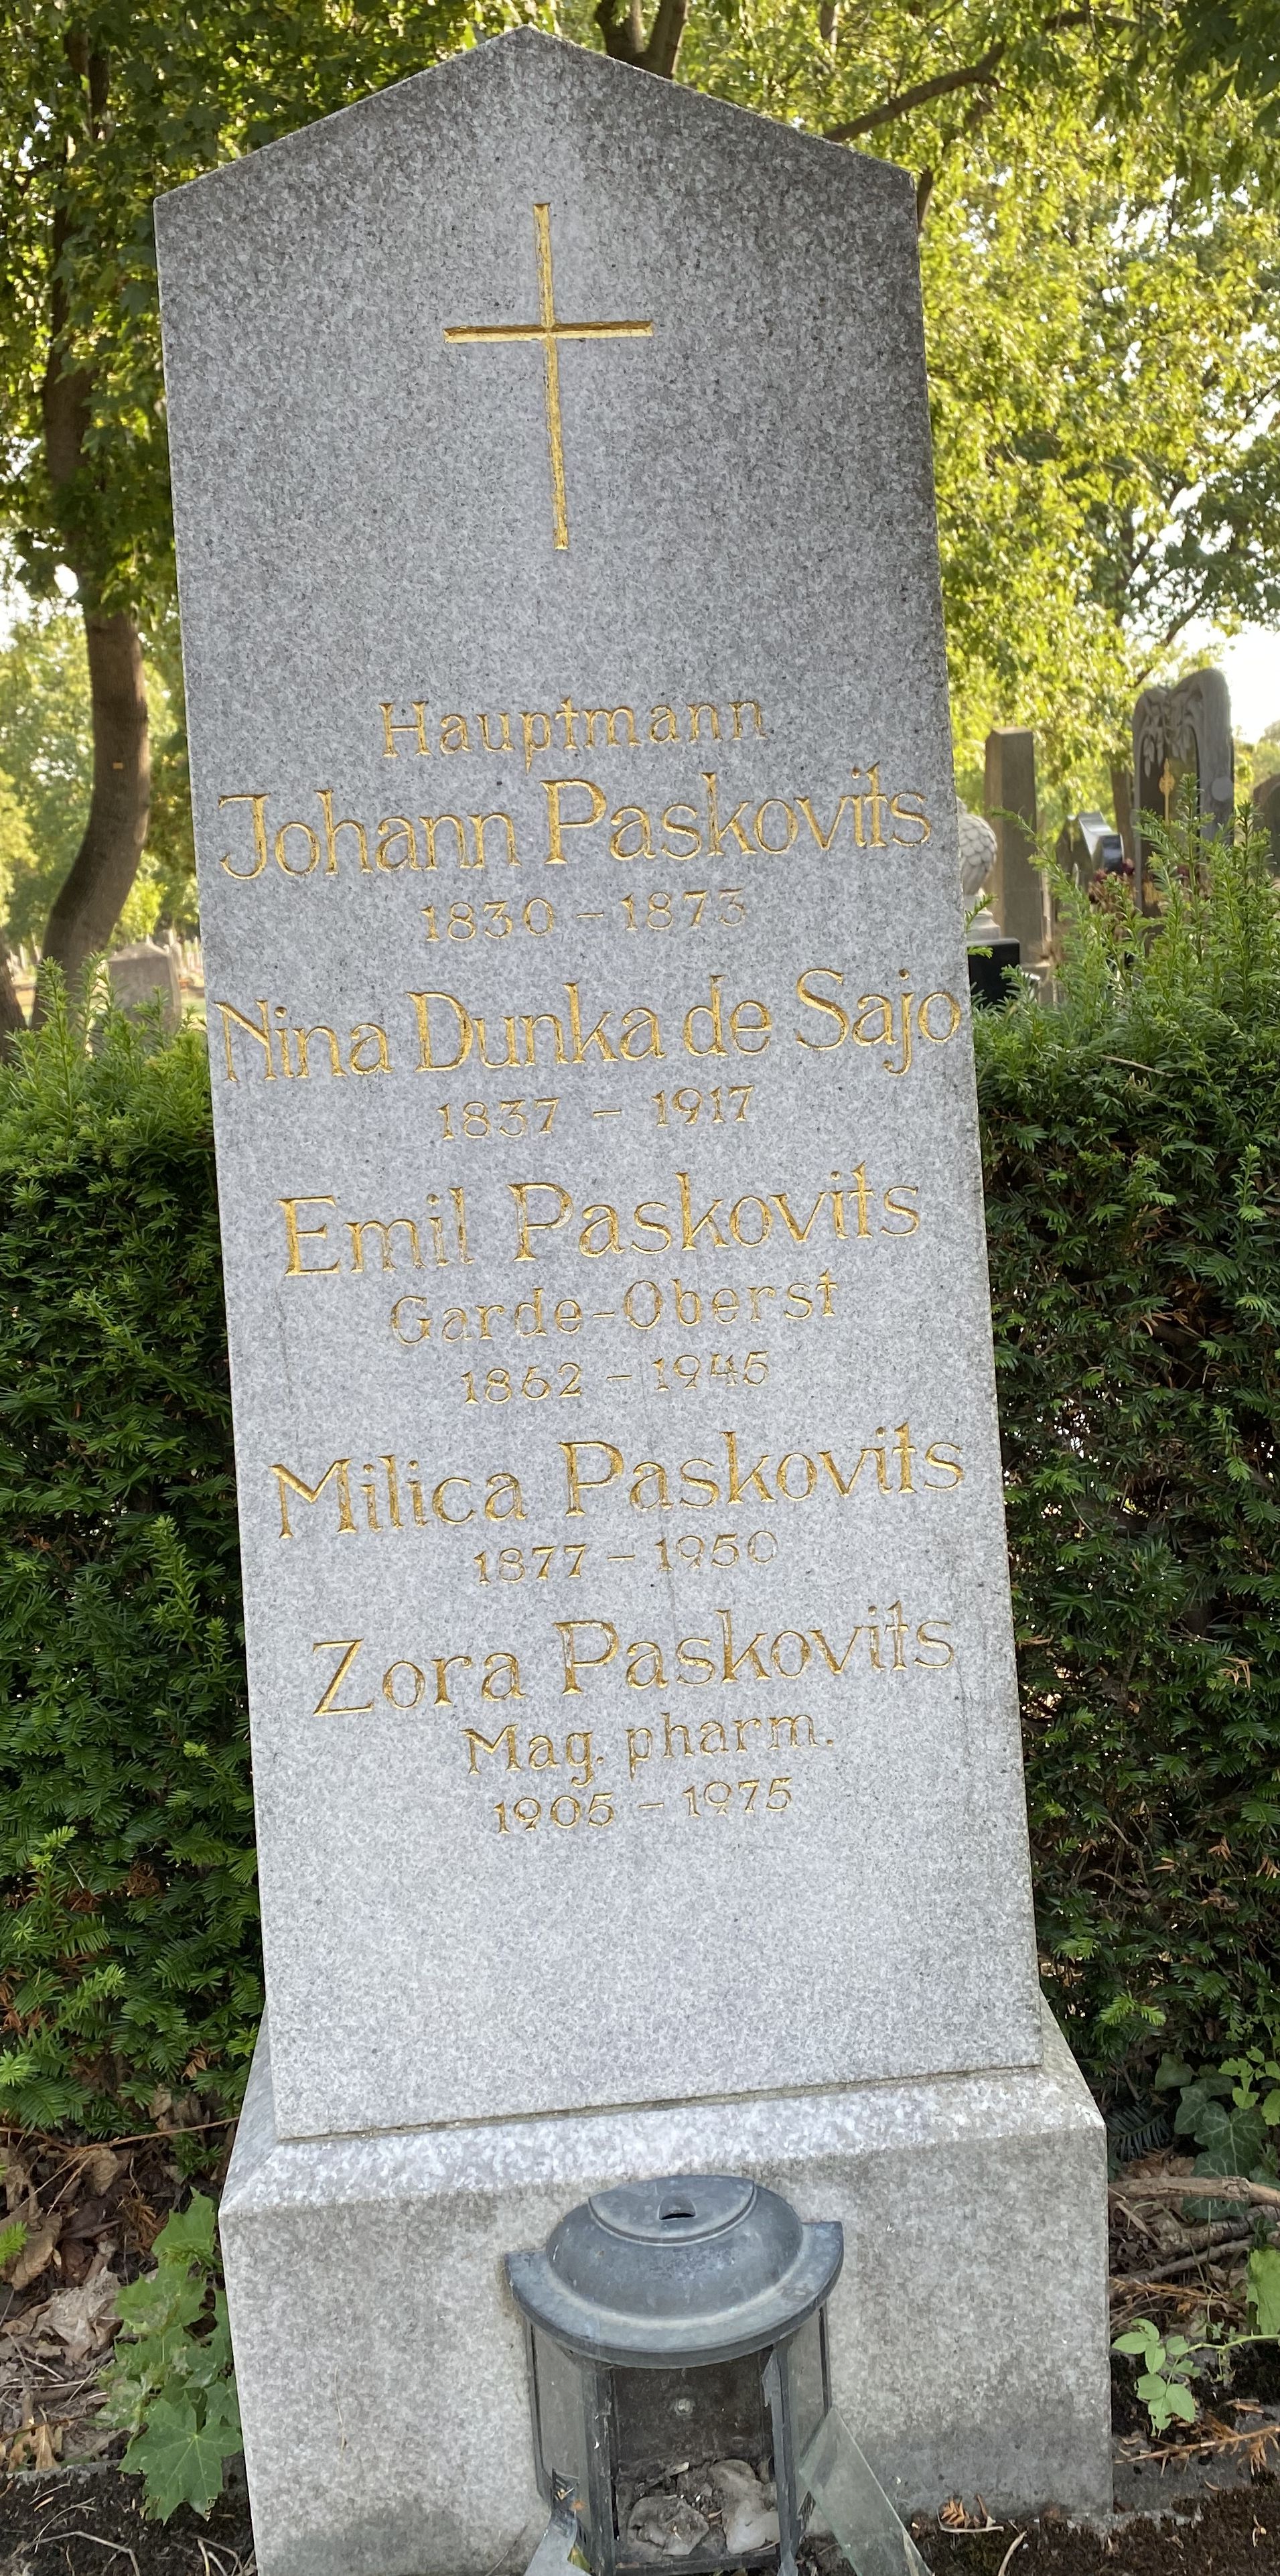 Hauptmann
Johann Paskovits
1830 – 1873
Nina Dunka de Sajo
1837 – 1917
Emil Paskovits
Garde-Oberst
1862 – 1945
Milica Paskovits
1877 – 1950
Zora Paskovits
Mag. pharm.
1905 – 1975